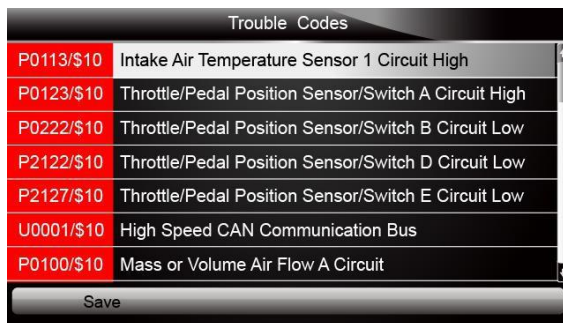 Trouble Codes
P0113/$10 Intake Air Temperature Sensor 1 Circuit High
P0123/$10 Throttle/Pedal Position Sensor/Switch A Circuit High
P0222/$10 Throttle/Pedal Position Sensor/Switch B Circuit Low
P2122/$10 Throttle/Pedal Position Sensor/Switch D Circuit Low
P2127/$10 Throttle/Pedal Position Sensor/Switch E Circuit Low
U0001/$10 High Speed CAN Communication Bus
P0100/$10 Mass or Volume Air Flow A Circuit
Save